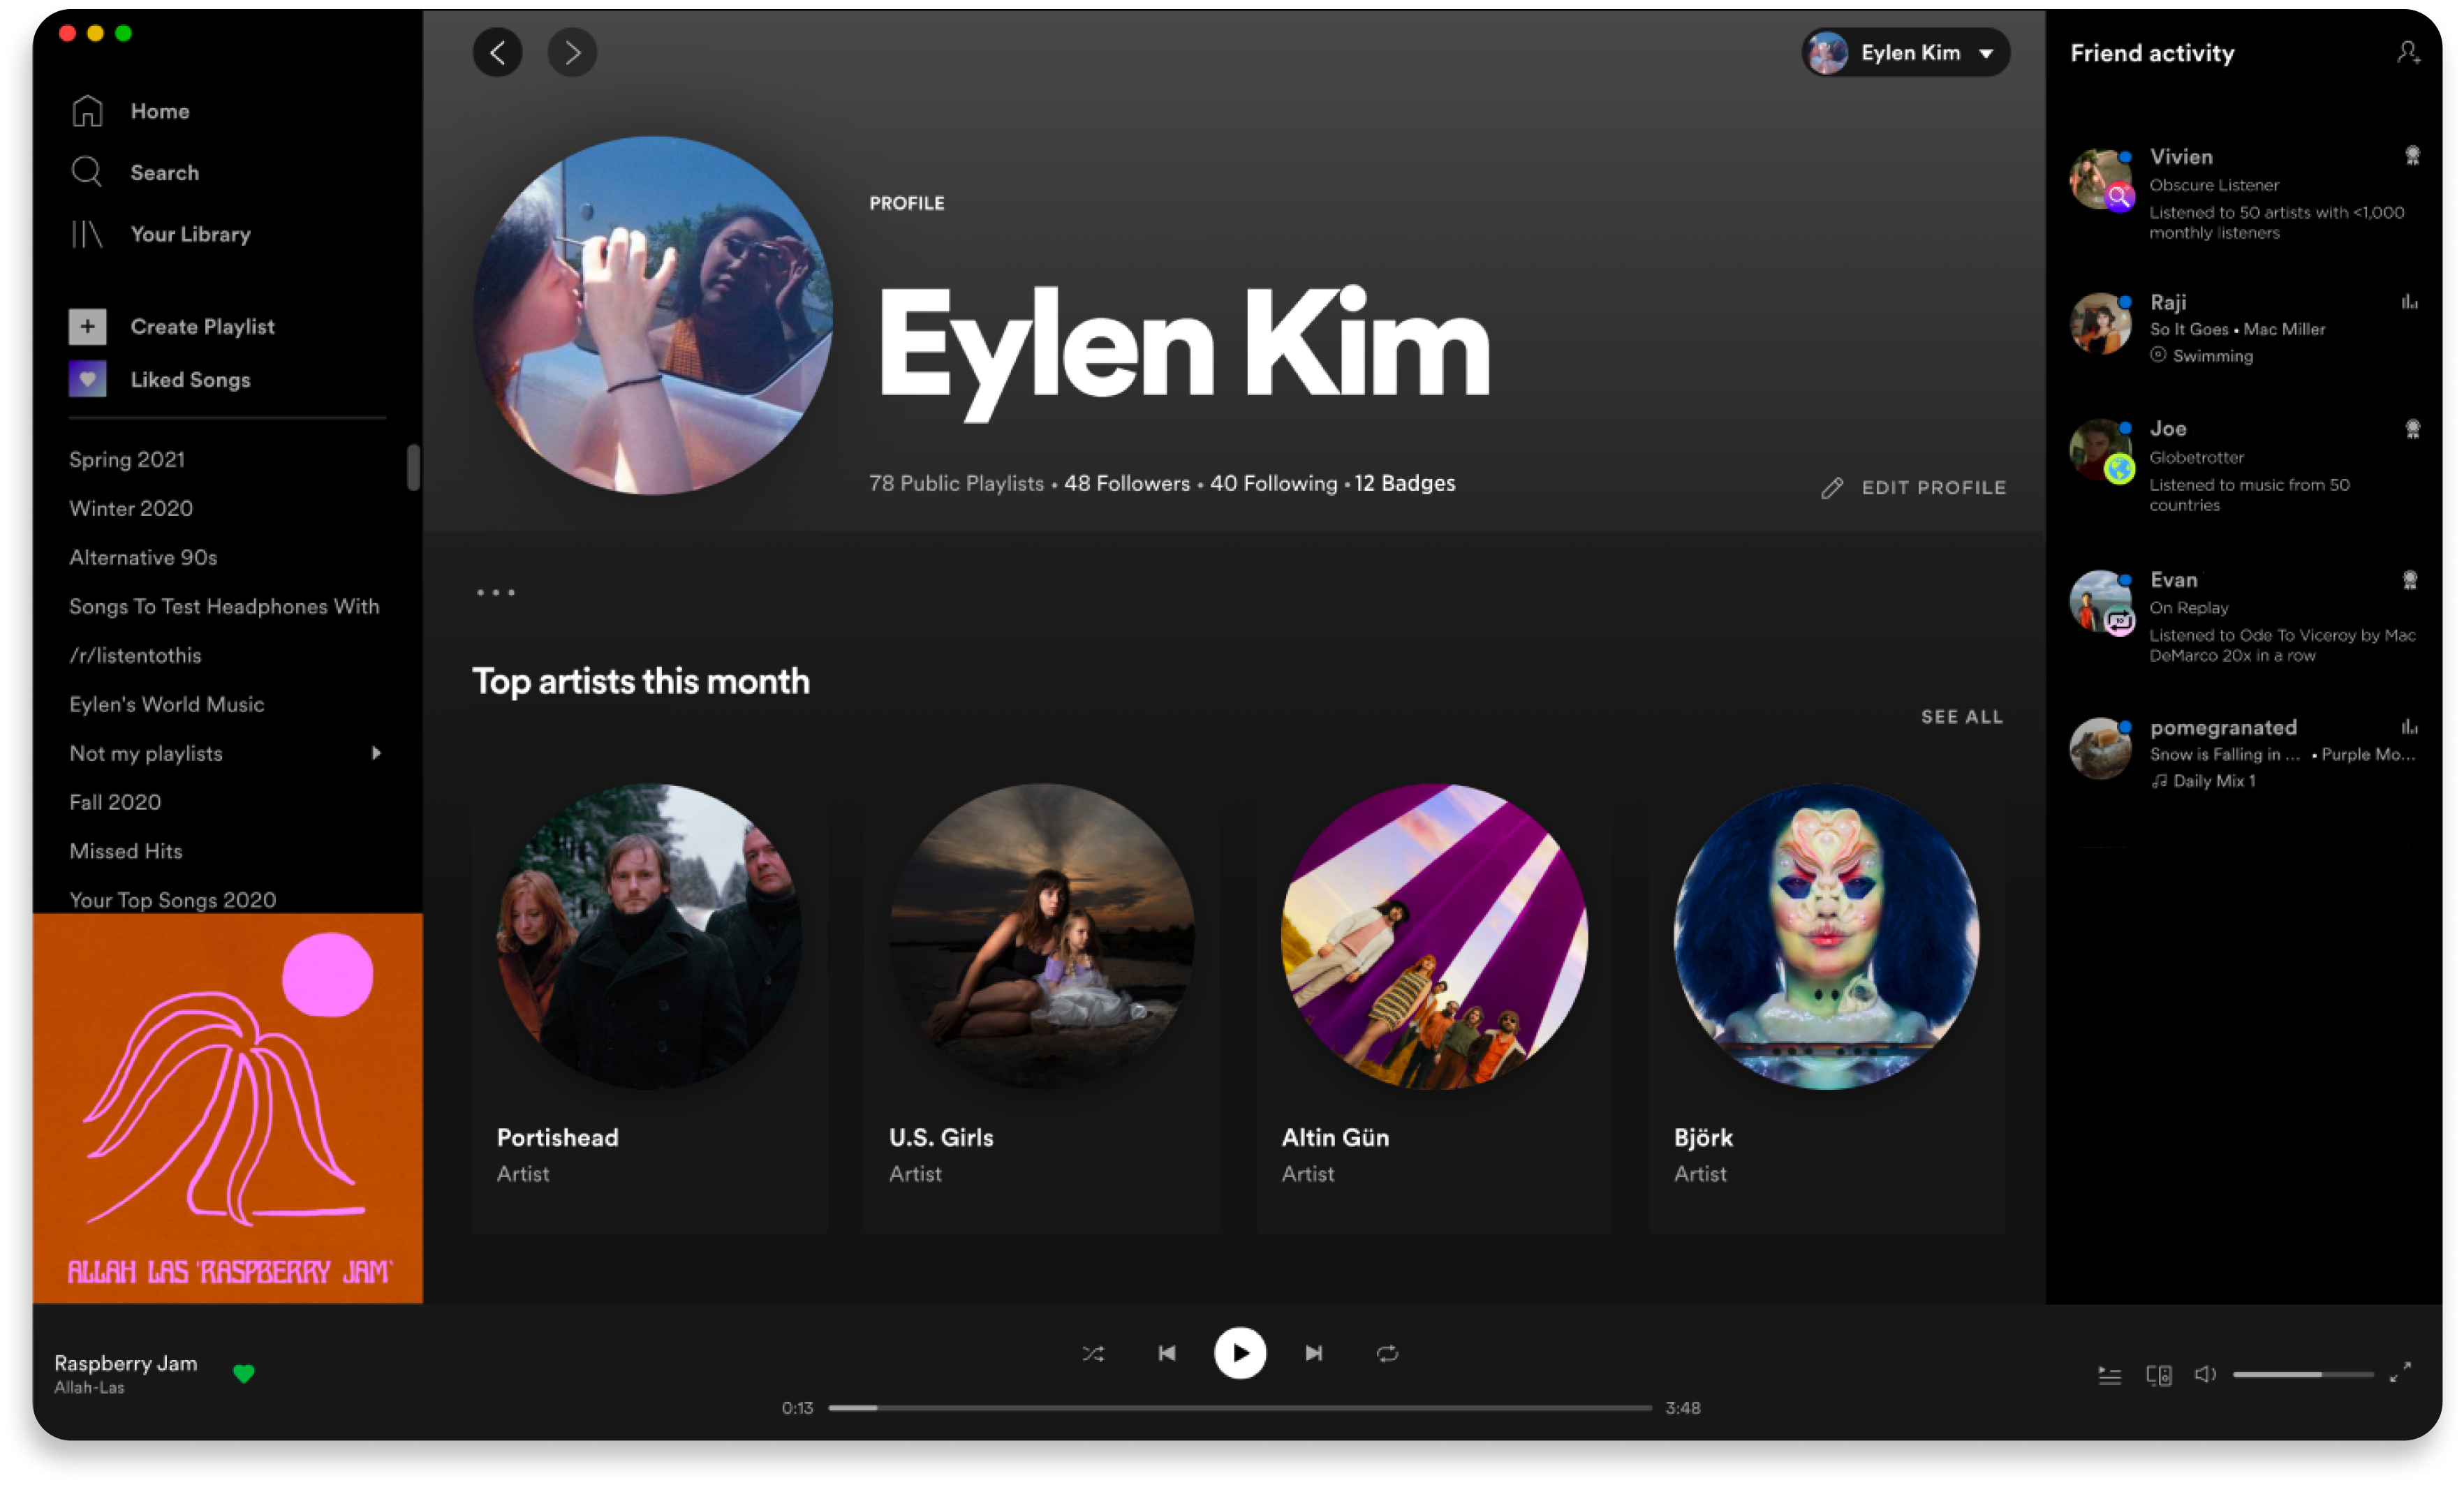 Home
Search
Your Library
Create Playlist
Liked Songs
Spring 2021
Winter 2020
Alternative 90s
Songs To Test Headphones With
/r/listentothis
Eylen's World Music
Not my playlists
Fall 2020
Missed Hits
Your Top Songs 2020
ALLAH LAS 'RASPBERRY JAM'
Eylen Kim
PROFILE
Eylen Kim
78 Public Playlists • 48 Followers • 40 Following • 12 Badges
EDIT PROFILE
Top artists this month
SEE ALL
Portishead
Artist
U.S. Girls
Artist
Altin Gün
Artist
Björk
Artist
Friend activity
Vivien
Obscure Listener
Listened to 50 artists with <1,000
monthly listeners
Raji
So It Goes • Mac Miller
Swimming
Joe
Globetrotter
Listened to music from 50
countries
Evan
On Replay
Listened to Ode To Viceroy by Mac
DeMarco 20x in a row
pomegranated
Snow is Falling in ... • Purple Mo...
Daily Mix 1
Raspberry Jam
Allah-Las
0:13
3:48